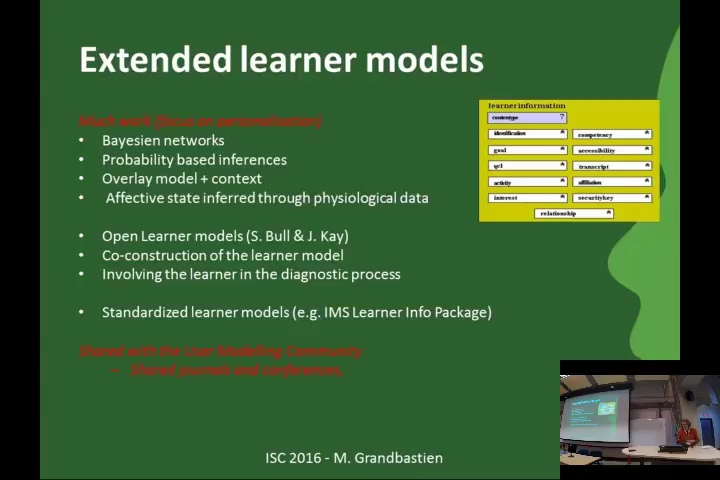 Extended learner models
Much work (focus on personalisation)
• Bayesien networks
• Probability based inferences
• Overlay model + context
• Affective state inferred through physiological data
• Open Learner models (S. Bull & J. Kay)
• Co-construction of the learner model
• Involving the learner in the diagnostic process
• Standardized learner models (e.g. IMS Learner Info Package)
Shared with the User Modelling Community
– Shared journals and conferences,
learnerinformation
contentype ?
identification
competency
goal
accessibility
qcl
transcript
activity
affiliation
interest
securitykey
relationship
ISC 2016 - M. Grandbastien